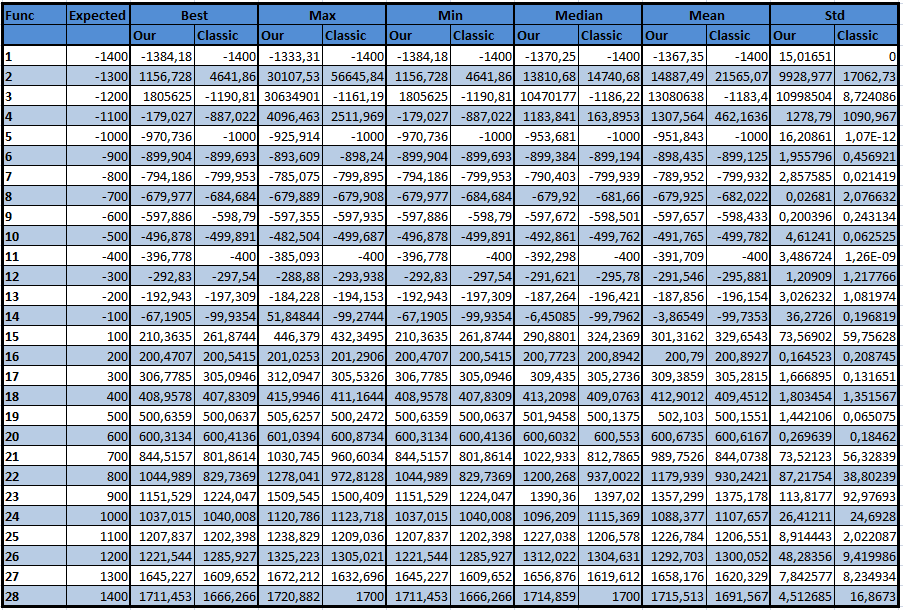 Func Expected Best Max Min Median Mean Std
Our Classic Our Classic Our Classic Our Classic Our Classic Our Classic
1 -1400 -1384,18 -1400 -1333,31 -1400 -1384,18 -1400 -1370,25 -1400 -1367,35 -1400 15,01651 0
2 -1300 1156,728 4641,86 30107,53 56645,84 1156,728 4641,86 13810,68 14740,68 14887,49 21565,07 9928,977 17062,73
3 -1200 1805625 -1190,81 30634901 -1161,19 1805625 -1190,81 10470177 -1186,22 13080638 -1183,4 10998504 8,724086
4 -1100 -179,027 -887,022 4096,463 2511,969 -179,027 -887,022 1183,841 163,8953 1307,564 462,1636 1278,79 1090,967
5 -1000 -970,736 -1000 -925,914 -1000 -970,736 -1000 -953,681 -1000 -951,843 -1000 16,20861 1,07E-12
6 -900 -899,904 -899,693 -893,609 -898,24 -899,904 -899,693 -899,384 -899,194 -898,435 -899,125 1,955796 0,456921
7 -800 -794,186 -799,953 -785,075 -799,895 -794,186 -799,953 -790,403 -799,939 -789,952 -799,932 2,857585 0,021419
8 -700 -679,977 -684,684 -679,889 -679,908 -679,977 -684,684 -679,92 -681,66 -679,925 -682,022 0,02681 2,076632
9 -600 -597,886 -598,79 -597,355 -597,935 -597,886 -598,79 -597,672 -598,501 -597,657 -598,433 0,200396 0,243134
10 -500 -496,878 -499,891 -482,504 -499,687 -496,878 -499,891 -492,861 -499,762 -491,765 -499,782 4,61241 0,062525
11 -400 -396,778 -400 -385,093 -400 -396,778 -400 -392,298 -400 -391,709 -400 3,486724 1,26E-09
12 -300 -292,83 -297,54 -288,88 -293,938 -292,83 -297,54 -291,621 -295,78 -291,546 -295,881 1,20909 1,217766
13 -200 -192,943 -197,309 -184,228 -194,153 -192,943 -197,309 -187,264 -196,421 -187,856 -196,154 3,026232 1,081974
14 -100 -67,1905 -99,9354 51,84844 -99,2744 -67,1905 -99,9354 -6,45085 -99,7962 -3,86549 -99,7353 36,2726 0,196819
15 100 210,3635 261,8744 446,379 432,3495 210,3635 261,8744 290,8801 324,2369 301,3162 329,6543 73,56902 59,75628
16 200 200,4707 200,5415 201,0253 201,2906 200,4707 200,5415 200,7723 200,8942 200,79 200,8927 0,164523 0,208745
17 300 306,7785 305,0946 312,0947 305,5326 306,7785 305,0946 309,435 305,2736 309,3859 305,2815 1,666895 0,131651
18 400 408,9578 407,8309 415,9946 411,1644 408,9578 407,8309 413,2098 409,0763 412,9012 409,4512 1,803454 1,351567
19 500 500,6359 500,0637 505,6257 500,2472 500,6359 500,0637 501,9458 500,1375 502,103 500,1551 1,442106 0,065075
20 600 600,3134 600,4136 601,0394 600,8734 600,3134 600,4136 600,6032 600,553 600,6735 600,6167 0,269639 0,18462
21 700 844,5157 801,8614 1030,745 960,6034 844,5157 801,8614 1022,933 812,7865 989,7526 844,0738 73,52123 56,32839
22 800 1044,989 829,7369 1278,041 972,8128 1044,989 829,7369 1200,268 937,0022 1179,939 930,2421 87,21754 38,80239
23 900 1151,529 1224,047 1509,545 1500,409 1151,529 1224,047 1390,36 1397,02 1357,299 1375,178 113,8177 92,97693
24 1000 1037,015 1040,008 1120,786 1123,718 1037,015 1040,008 1096,209 1115,369 1088,377 1107,657 26,41211 24,6928
25 1100 1207,837 1202,398 1238,829 1209,036 1207,837 1202,398 1227,038 1206,578 1226,784 1206,551 8,914443 2,022087
26 1200 1221,544 1285,927 1325,223 1305,021 1221,544 1285,927 1312,022 1304,631 1292,703 1300,052 48,28356 9,419986
27 1300 1645,227 1609,652 1672,212 1632,696 1645,227 1609,652 1656,876 1619,612 1658,176 1620,329 7,842577 8,234934
28 1400 1711,453 1666,266 1720,882 1700 1711,453 1666,266 1714,859 1700 1715,513 1691,567 4,512685 16,8673